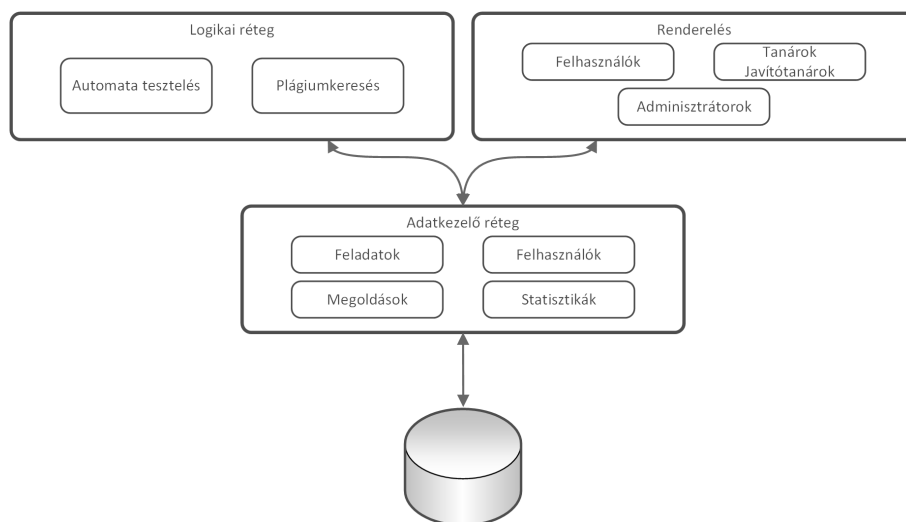 Logikai réteg
Automata tesztelés
Plágiumkeresés
Renderelés
Felhasználók
Tanárok
Javítótanárok
Adminisztrátorok
Adatkezelő réteg
Feladatok
Felhasználók
Megoldások
Statisztikák